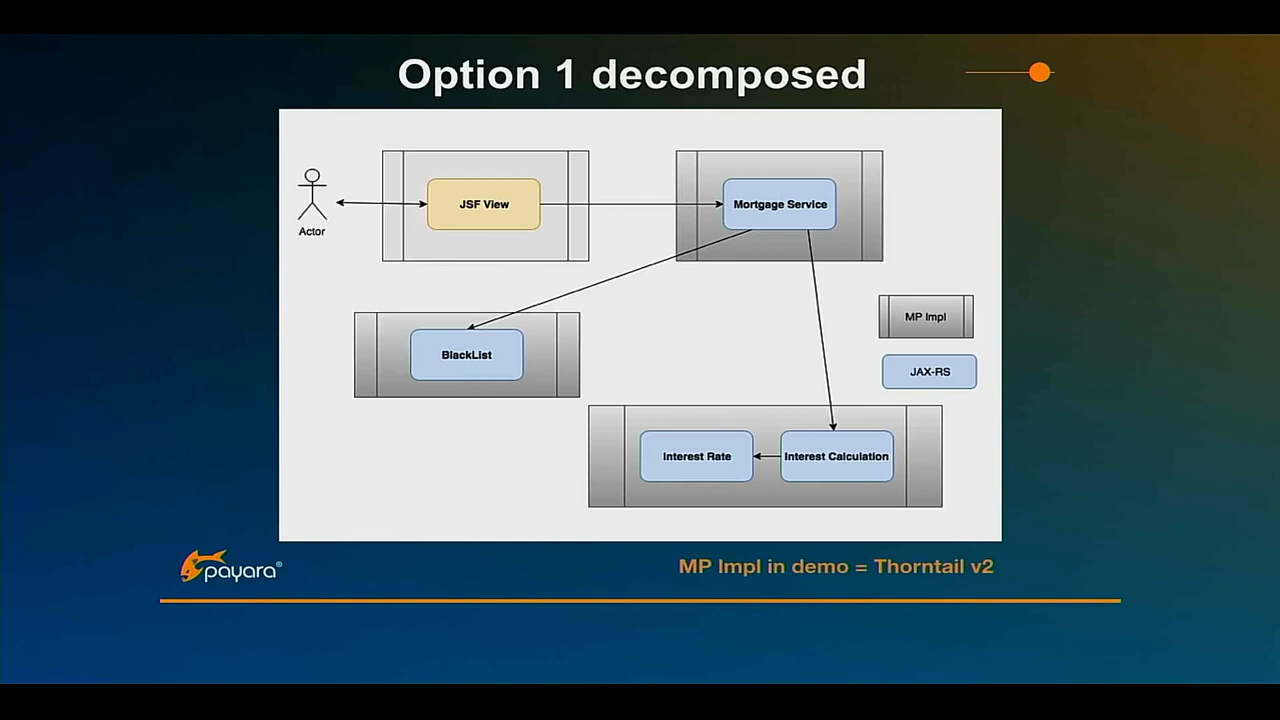 Option 1 decomposed
JSF View
Mortgage Service
Actor
MP Impl
BlackList
JAX-RS
Interest Rate
Interest Calculation
payara®
MP Impl in demo = Thorntail v2